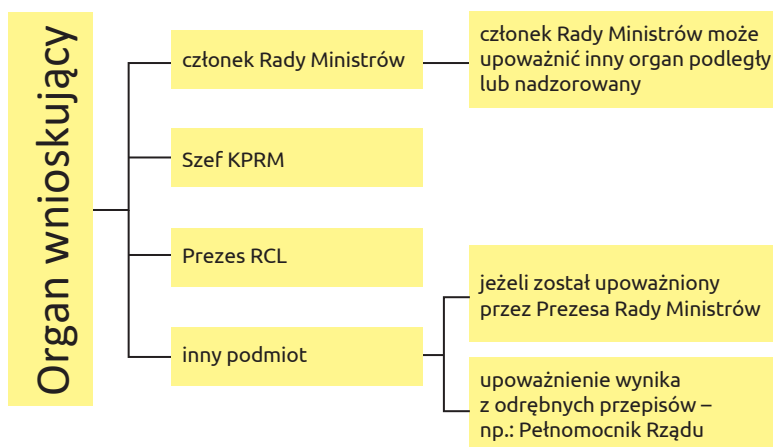 Organ wnioskujący
członek Rady Ministrów
członek Rady Ministrów może
upoważnić inny organ podległy
lub nadzorowany
Szef KPRM
Prezes RCL
inny podmiot
jeżeli został upoważniony
przez Prezesa Rady Ministrów
upoważnienie wynika
z odrębnych przepisów –
np.: Pełnomocnik Rządu